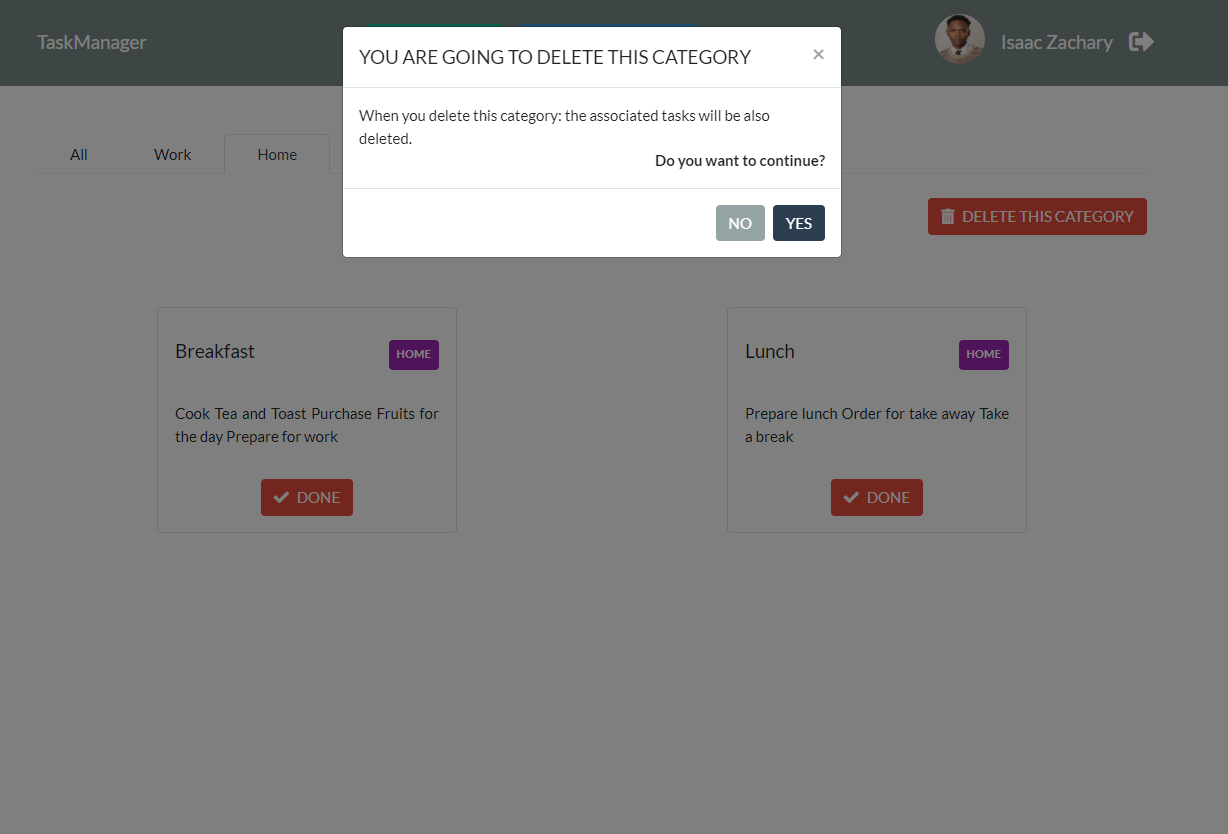 TaskManager
Isaac Zachary
YOU ARE GOING TO DELETE THIS CATEGORY
×
When you delete this category: the associated tasks will be also
deleted.
Do you want to continue?
NO
YES
All
Work
Home
DELETE THIS CATEGORY
Breakfast
HOME
Cook Tea and Toast Purchase Fruits for
the day Prepare for work
DONE
Lunch
HOME
Prepare lunch Order for take away Take
a break
DONE